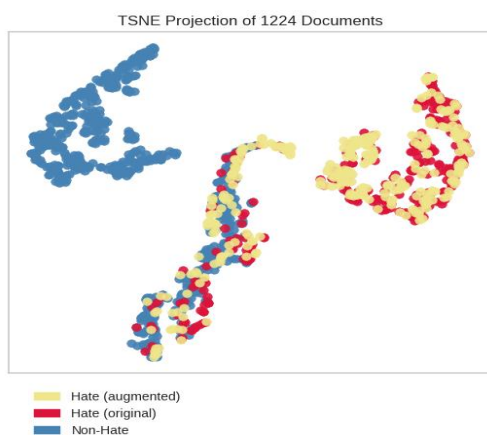 TSNE Projection of 1224 Documents
Hate (augmented)
Hate (original)
Non-Hate